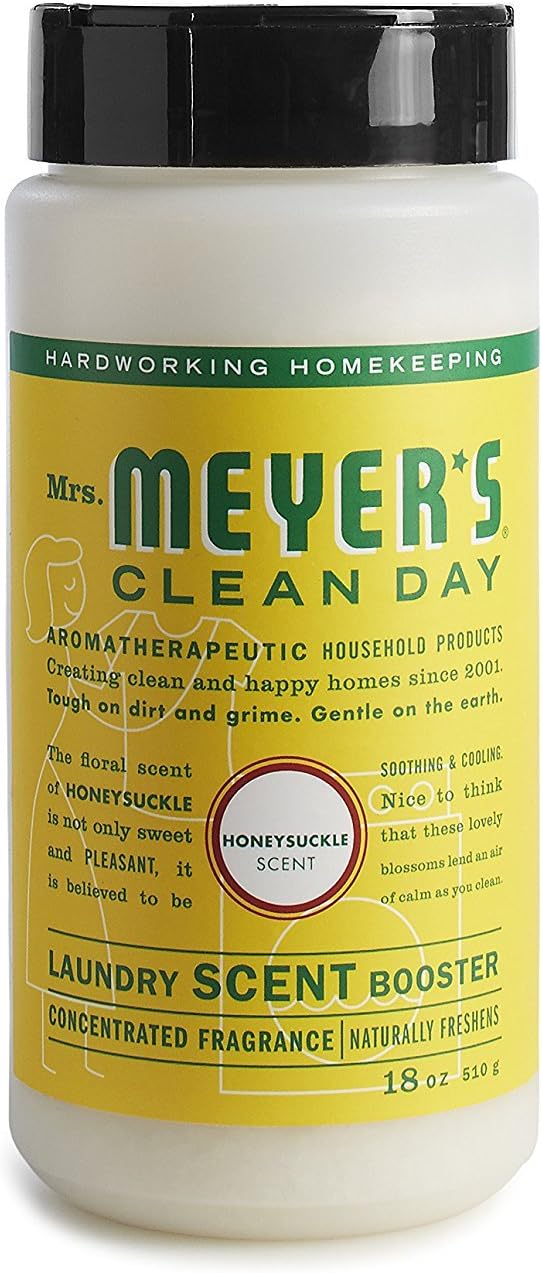 HARDWORKING HOMEKEEPING
Mrs. MEYER'S®
CLEAN DAY
AROMATHERAPEUTIC HOUSEHOLD PRODUCTS
Creating clean and happy homes since 2001.
Tough on dirt and grime. Gentle on the earth.
The floral scent
of HONEYSUCKLE
is not only sweet
and PLEASANT, it
is believed to be
HONEYSUCKLE
SCENT
SOOTHING & COOLING.
Nice to think
that these lovely
blossoms lend an air
of calm as you clean.
LAUNDRY SCENT BOOSTER
CONCENTRATED FRAGRANCE | NATURALLY FRESHENS
18 OZ 510 g